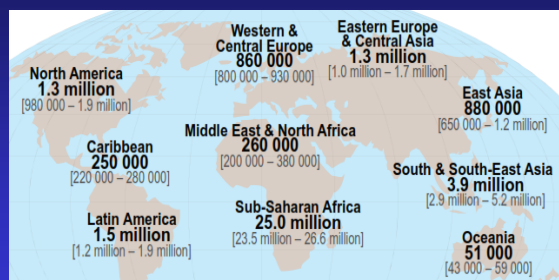 Western &
Central Europe
860 000
[800 000 – 930 000]
Eastern Europe
& Central Asia
1.3 million
[1.0 million – 1.7 million]
North America
1.3 million
[980 000 – 1.9 million]
East Asia
880 000
[650 000 – 1.2 million]
Caribbean
250 000
[220 000 – 280 000]
Middle East & North Africa
260 000
[200 000 – 380 000]
South & South-East Asia
3.9 million
[2.9 million – 5.2 million]
Latin America
1.5 million
[1.2 million – 1.9 million]
Sub-Saharan Africa
25.0 million
[23.5 million – 26.6 million]
Oceania
51 000
[43 000 – 59 000]